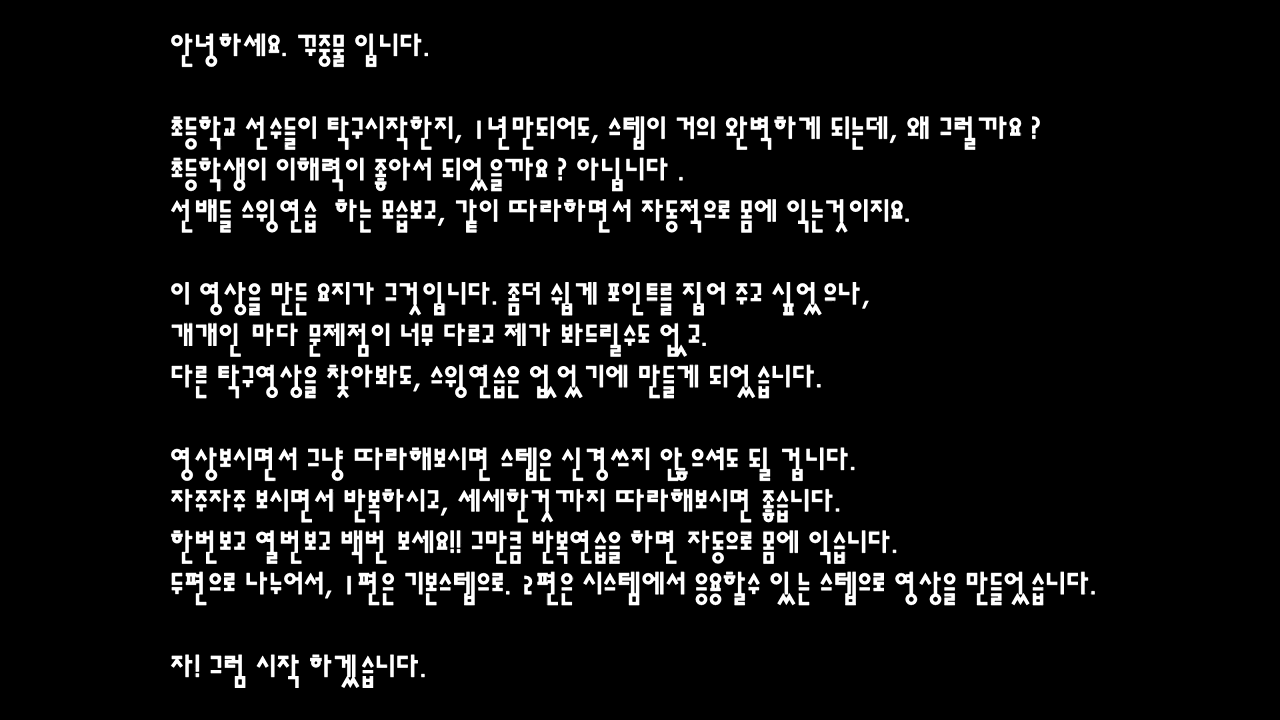 안녕하세요. 꾸중물 입니다.
초등학교 선수들이 탁구시작한지, 1년만되어도, 스텝이 거의 완벽하게 되는데, 왜 그럴까요 ?
초등학생이 이해력이 좋아서 되었을까요 ? 아닙니다 .
선배들 스윙연습 하는 모습보고, 같이 따라하면서 자동적으로 몸에 익는것이지요.
이 영상을 만든 요지가 그것입니다. 좀더 쉽게 포인트를 집어 주고 싶었으나,
개개인 마다 문제점이 너무 다르고 제가 봐드릴수도 없고.
다른 탁구영상을 찾아봐도, 스윙연습은 없었기에 만들게 되었습니다.
영상보시면서 그냥 따라해보시면 스텝은 신경쓰지 않으셔도 될 겁니다.
자주자주 보시면서 반복하시고, 세세한것까지 따라해보시면 좋습니다.
한번보고 열번보고 백번 보세요!! 그만큼 반복연습을 하면 자동으로 몸에 익습니다.
두편으로 나누어서, 1편은 기본스텝으로. 2편은 시스템에서 응용할수 있는 스텝으로 영상을 만들었습니다.
자! 그럼 시작 하겠습니다.